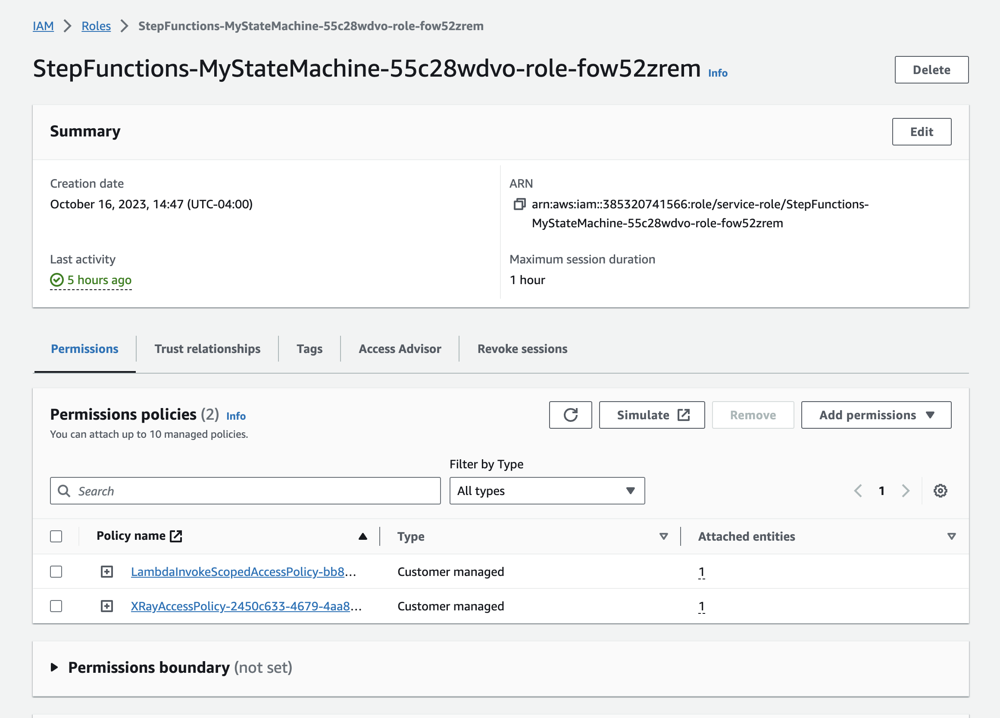 IAM > Roles > StepFunctions-MyStateMachine-55c28wdvo-role-fow52zrem
StepFunctions-MyStateMachine-55c28wdvo-role-fow52zrem Info
Delete
Summary
Edit
Creation date
October 16, 2023, 14:47 (UTC-04:00)
ARN
arn:aws:iam::385320741566:role/service-role/StepFunctions-
MyStateMachine-55c28wdvo-role-fow52zrem
Last activity
5 hours ago
Maximum session duration
1 hour
Permissions
Trust relationships
Tags
Access Advisor
Revoke sessions
Permissions policies (2) Info
You can attach up to 10 managed policies.
Simulate
Remove
Add permissions
Filter by Type
Search
All types
1
Policy name
Type
Attached entities
LambdaInvokeScopedAccessPolicy-bb8...
Customer managed
1
XRayAccessPolicy-2450c633-4679-4aa8...
Customer managed
1
Permissions boundary (not set)